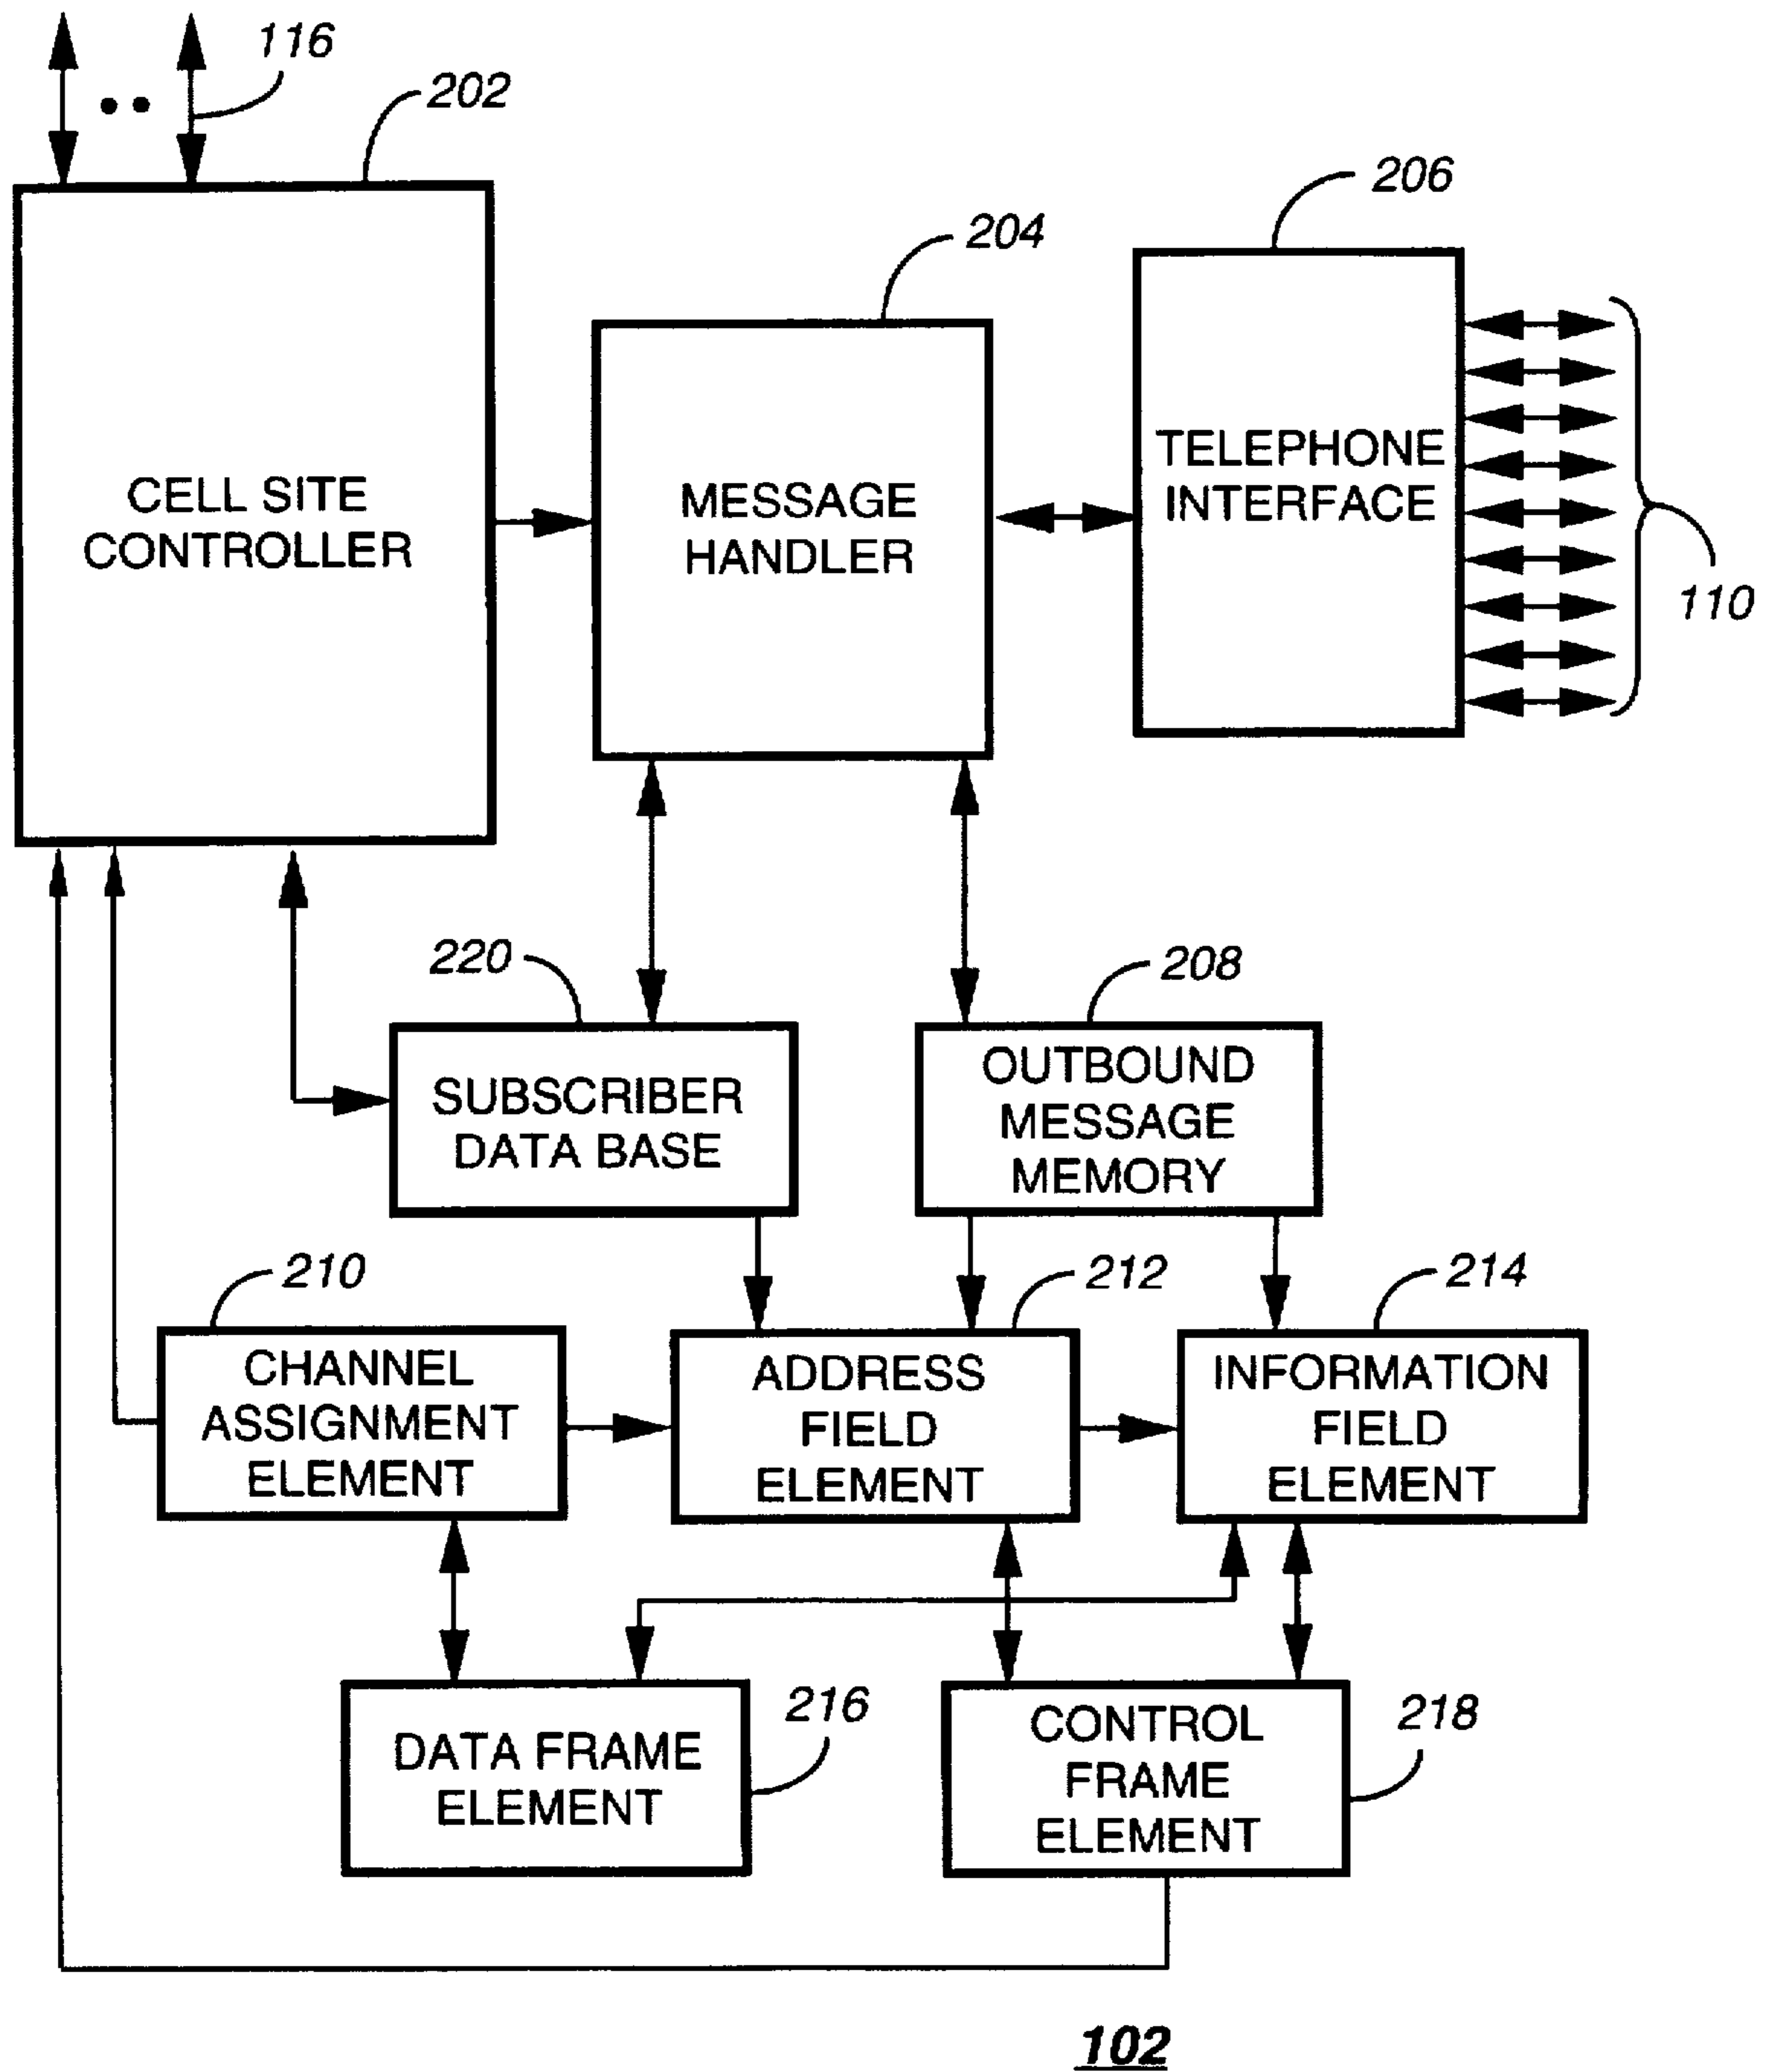 116
202
206
204
CELL SITE
CONTROLLER
MESSAGE
HANDLER
TELEPHONE
INTERFACE
110
220
208
SUBSCRIBER
DATA BASE
OUTBOUND
MESSAGE
MEMORY
210
212
214
CHANNEL
ASSIGNMENT
ELEMENT
ADDRESS
FIELD
ELEMENT
INFORMATION
FIELD
ELEMENT
216
218
DATA FRAME
ELEMENT
CONTROL
FRAME
ELEMENT
102